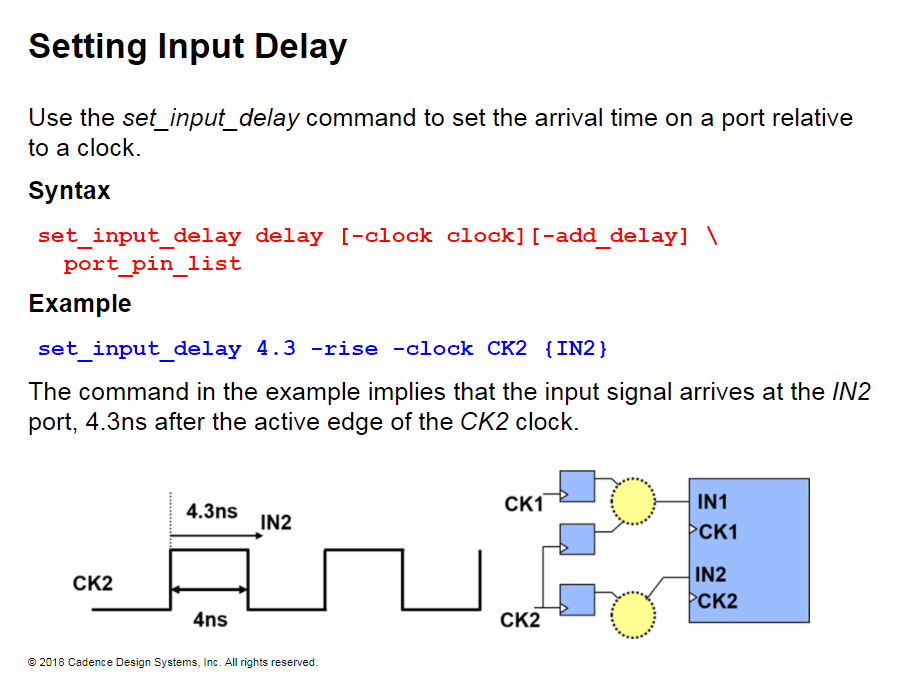 Setting Input Delay
Use the set_input_delay command to set the arrival time on a port relative
to a clock.
Syntax
set_input_delay delay [-clock clock][-add_delay] \
port_pin_list
Example
set_input_delay 4.3 -rise -clock CK2 {IN2}
The command in the example implies that the input signal arrives at the IN2
port, 4.3ns after the active edge of the CK2 clock.
4.3ns
IN2
CK2
4ns
CK1
CK2
IN1
CK1
IN2
CK2
© 2018 Cadence Design Systems, Inc. All rights reserved.